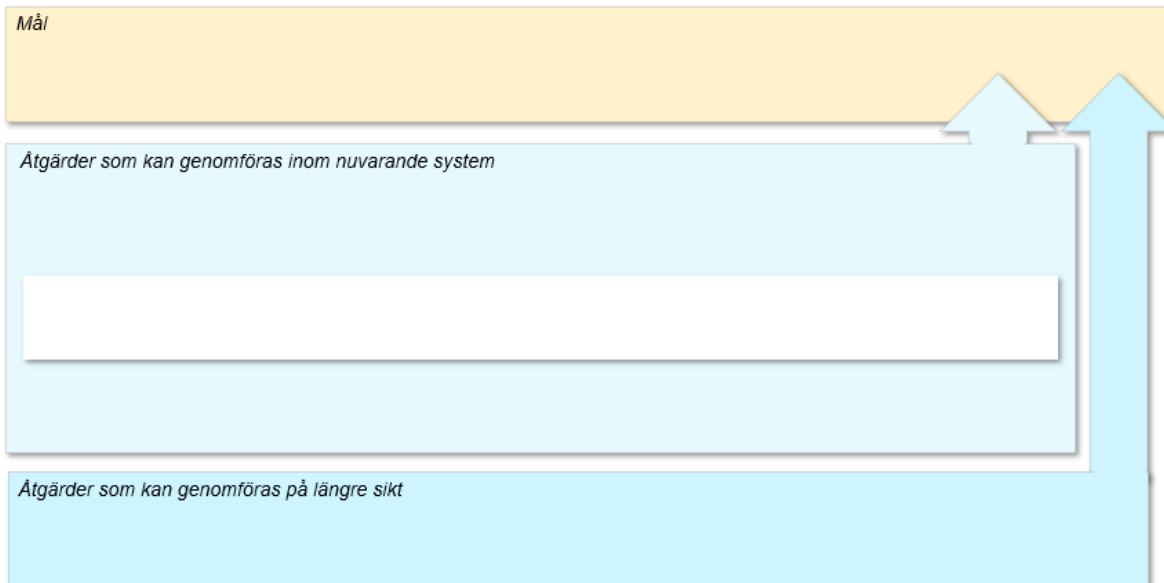 Mål
Åtgärder som kan genomföras inom nuvarande system
Åtgärder som kan genomföras på längre sikt